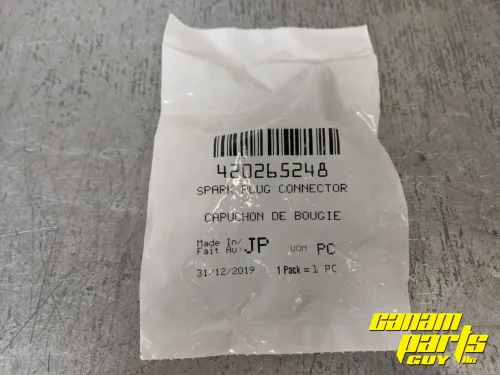 420265248
SPARK PLUG CONNECTOR
CAPUCHON DE BOUGIE
Made In/ Fait Au: JP UOM PC
31/12/2019 1 Pack = 1 PC
canam
parts
GUY llc